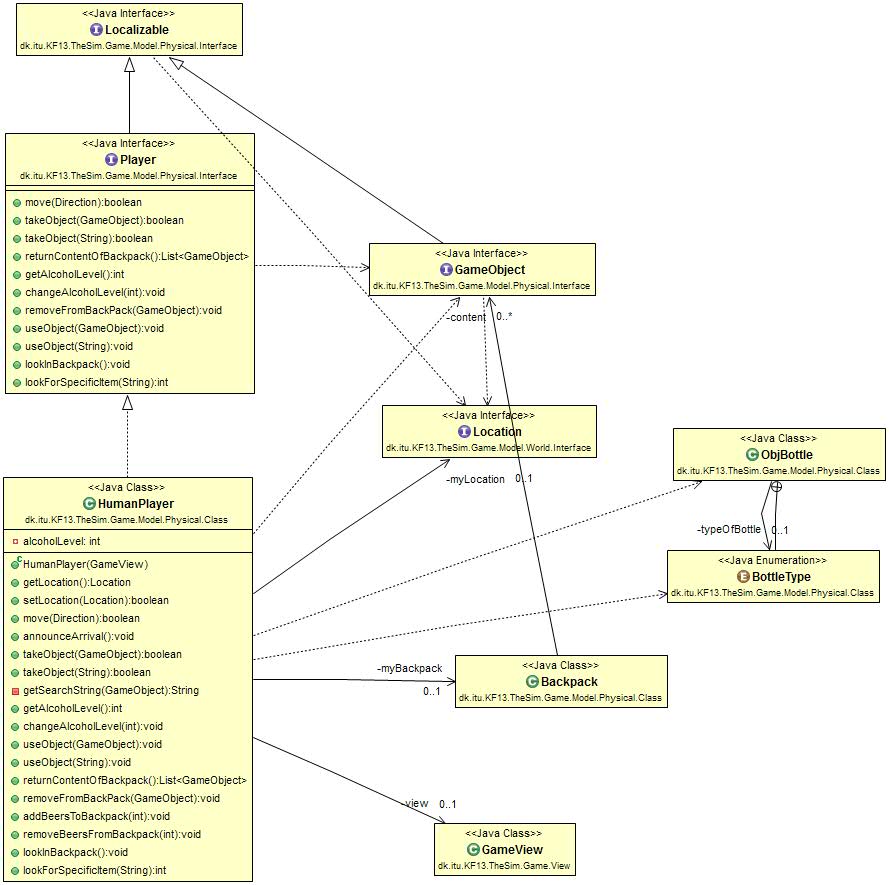 <<Java Interface>>
Localizable
dk.itu.KF13.TheSim.Game.Model.Physical.Interface
<<Java Interface>>
Player
dk.itu.KF13.TheSim.Game.Model.Physical.Interface
move(Direction):boolean
takeObject(GameObject):boolean
takeObject(String):boolean
returnContentOfBackpack():List<GameObject>
getAlcoholLevel():int
changeAlcoholLevel(int):void
removeFromBackPack(GameObject):void
useObject(GameObject):void
useObject(String):void
lookInBackpack():void
lookForSpecificItem(String):int
<<Java Interface>>
GameObject
dk.itu.KF13.TheSim.Game.Model.Physical.Interface
-content 0..*
<<Java Interface>>
Location
dk.itu.KF13.TheSim.Game.Model.World.Interface
-myLocation 0..1
<<Java Class>>
ObjBottle
dk.itu.KF13.TheSim.Game.Model.Physical.Class
-typeOfBottle 0..1
<<Java Enumeration>>
BottleType
dk.itu.KF13.TheSim.Game.Model.Physical.Class
<<Java Class>>
HumanPlayer
dk.itu.KF13.TheSim.Game.Model.Physical.Class
alcoholLevel: int
HumanPlayer(GameView)
getLocation():Location
setLocation(Location):boolean
move(Direction):boolean
announceArrival():void
takeObject(GameObject):boolean
takeObject(String):boolean
getSearchString(GameObject):String
getAlcoholLevel():int
changeAlcoholLevel(int):void
useObject(GameObject):void
useObject(String):void
returnContentOfBackpack():List<GameObject>
removeFromBackPack(GameObject):void
addBeersToBackpack(int):void
removeBeersFromBackpack(int):void
lookInBackpack():void
lookForSpecificItem(String):int
-myBackpack
0..1
<<Java Class>>
Backpack
dk.itu.KF13.TheSim.Game.Model.Physical.Class
-view 0..1
<<Java Class>>
GameView
dk.itu.KF13.TheSim.Game.View